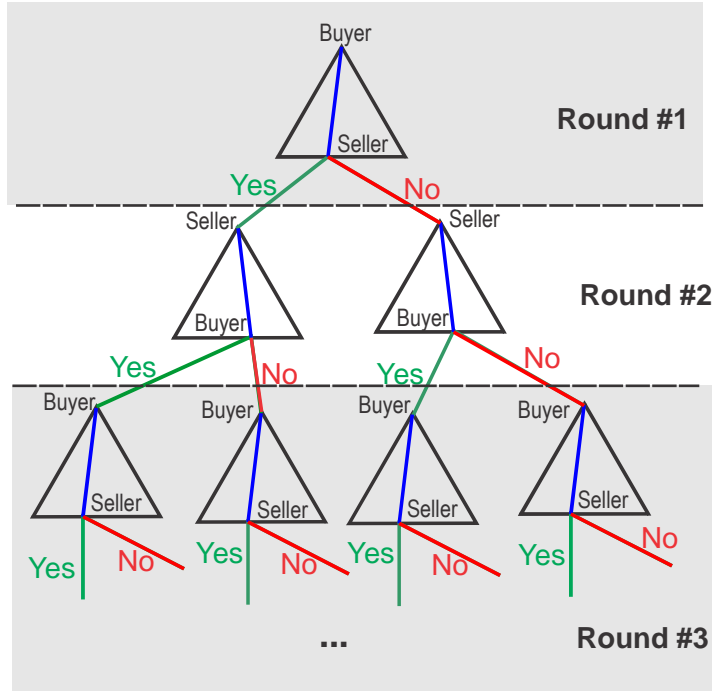 Buyer
Seller
Round #1
Yes
No
Seller
Seller
Round #2
Buyer
Buyer
Yes
No
Yes
No
Buyer
Buyer
Buyer
Buyer
Seller
Seller
Seller
Seller
Yes
No
Yes
No
Yes
No
Yes
No
...
Round #3